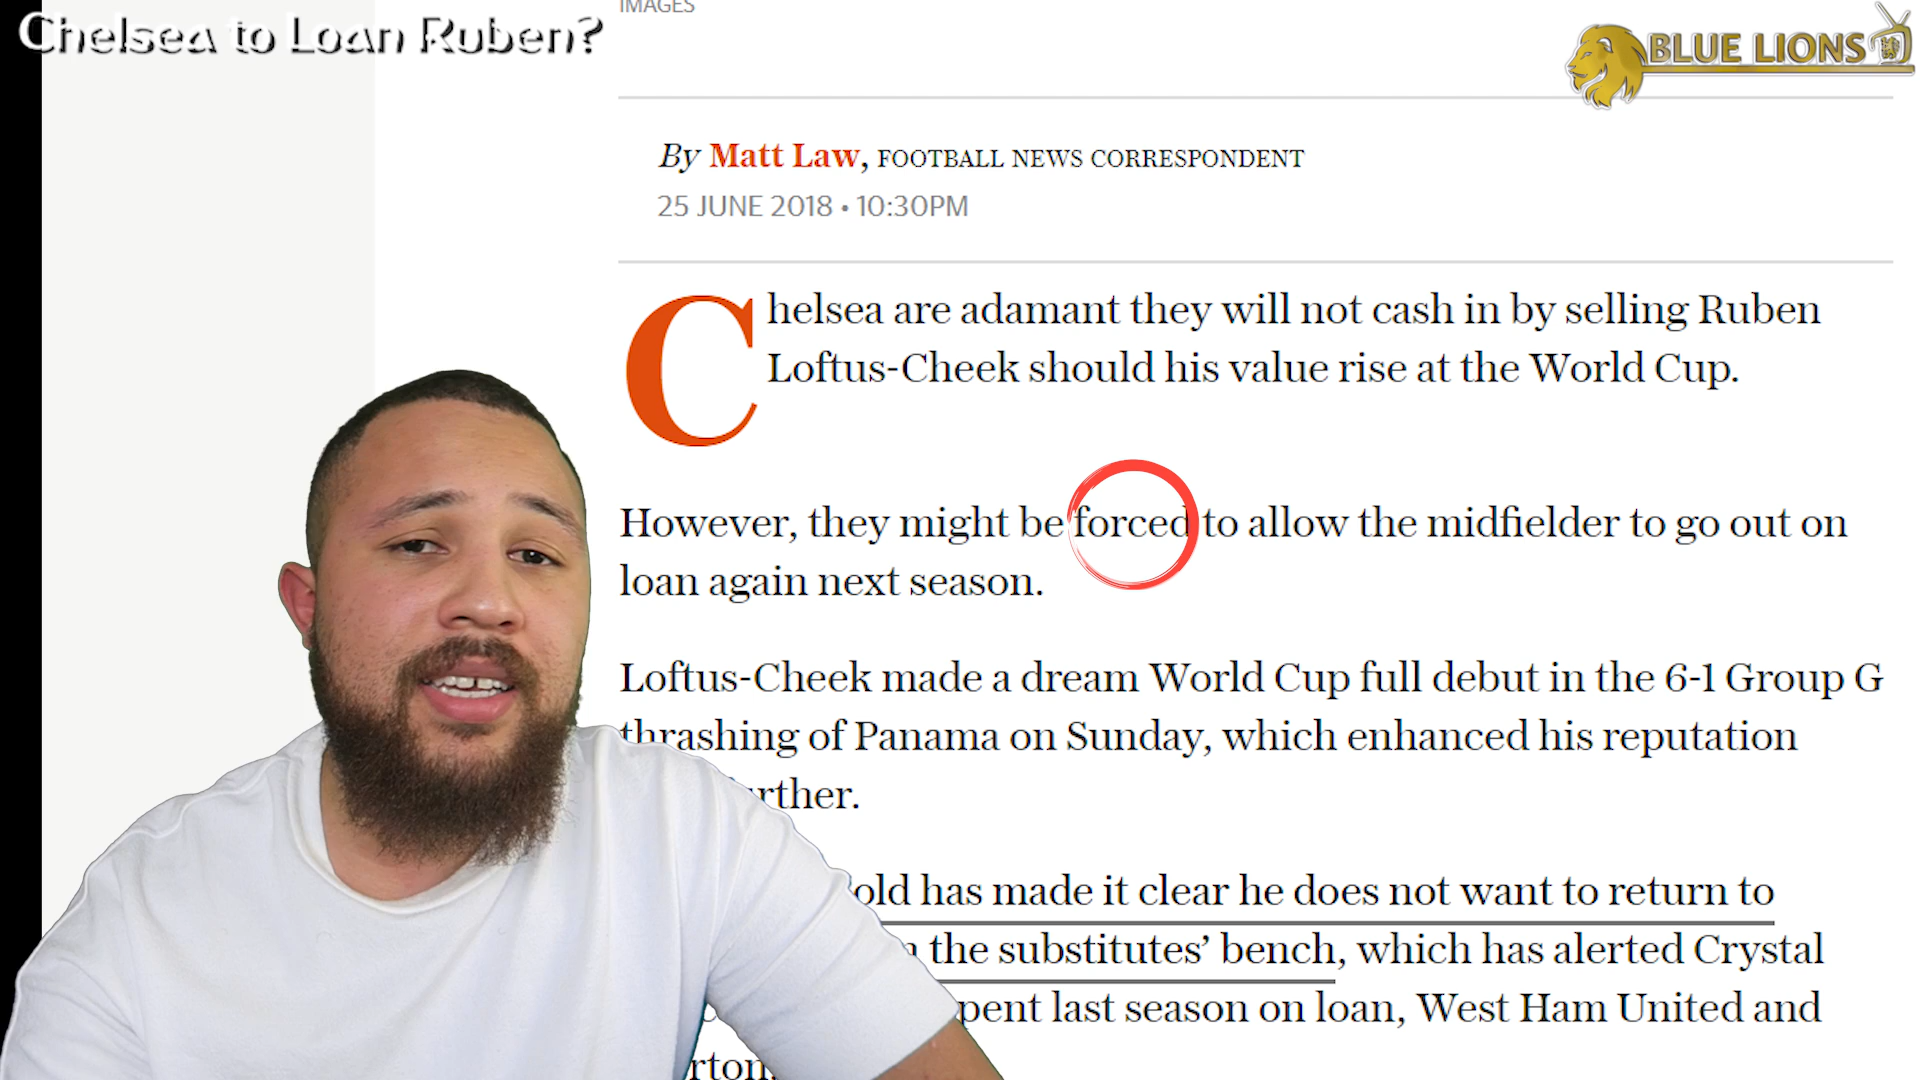 Chelsea to Loan Ruben?
IMAGES
BLUE LIONS
By Matt Law, FOOTBALL NEWS CORRESPONDENT
25 JUNE 2018 • 10:30PM
Chelsea are adamant they will not cash in by selling Ruben
Loftus-Cheek should his value rise at the World Cup.
However, they might be forced to allow the midfielder to go out on
loan again next season.
Loftus-Cheek made a dream World Cup full debut in the 6-1 Group G
thrashing of Panama on Sunday, which enhanced his reputation
rther.
old has made it clear he does not want to return to
the substitutes’ bench, which has alerted Crystal
pent last season on loan, West Ham United and
rton.